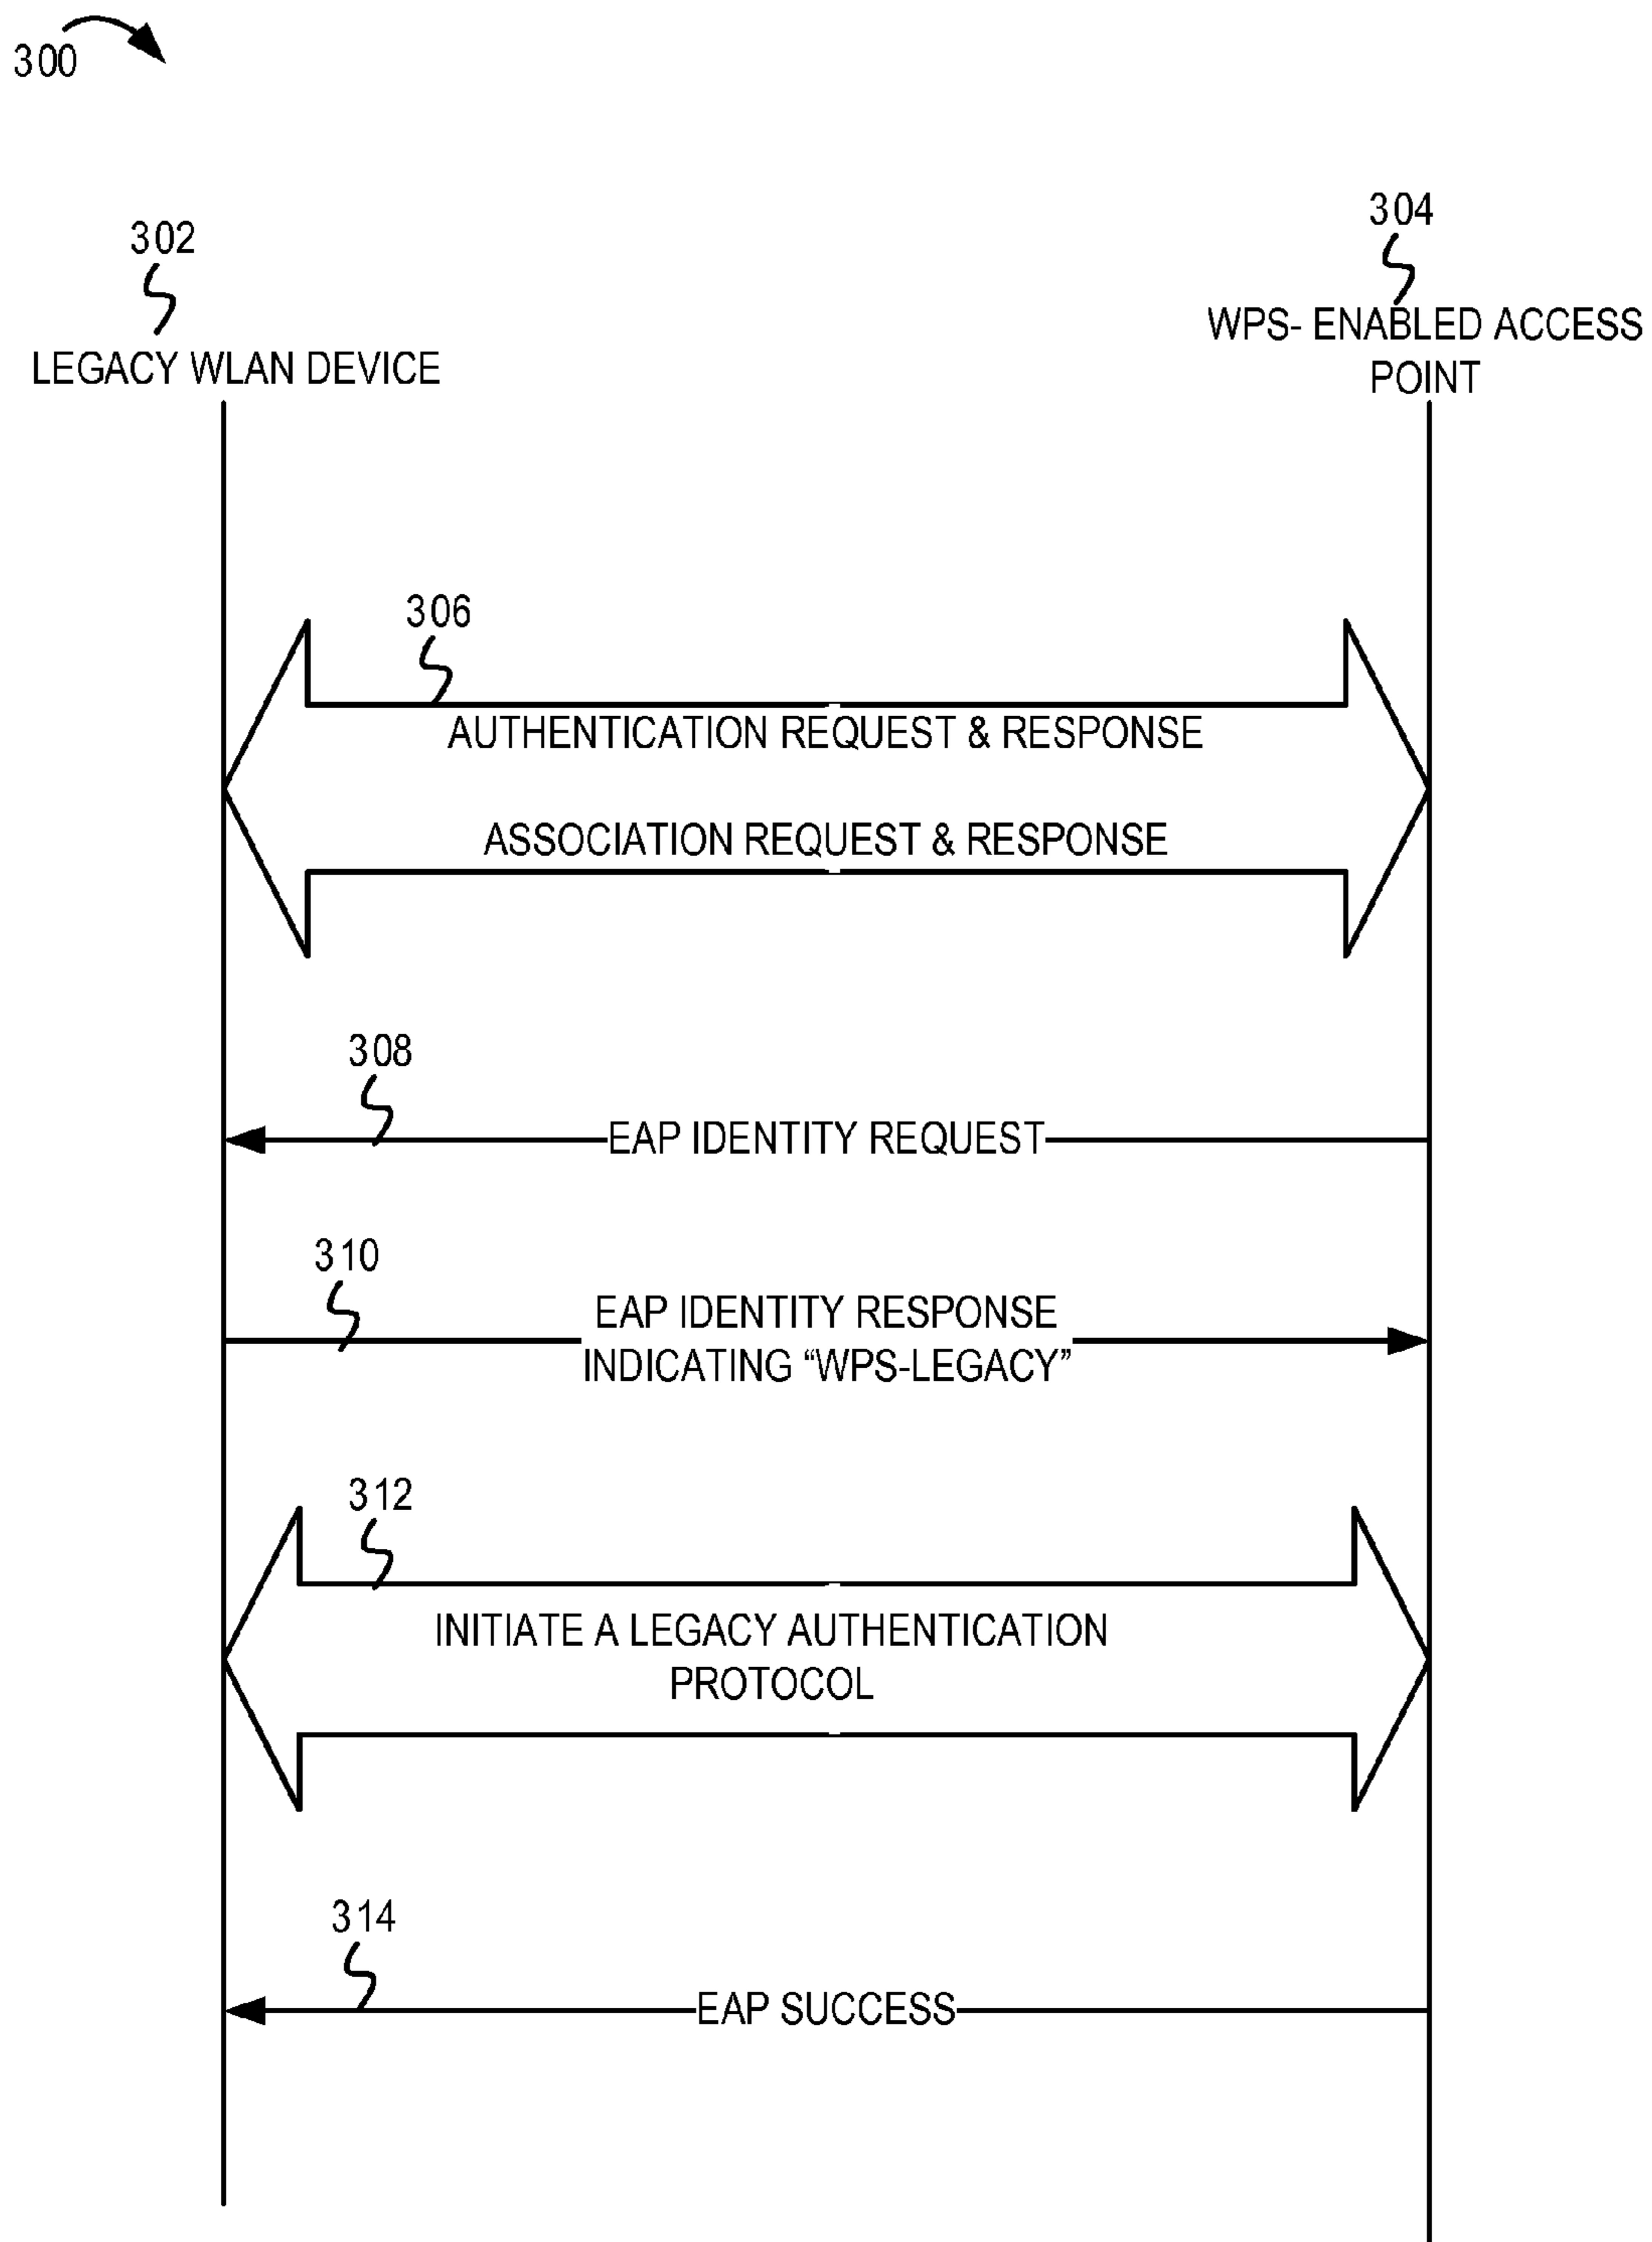 300
302
LEGACY WLAN DEVICE
304
WPS- ENABLED ACCESS
POINT
306
AUTHENTICATION REQUEST & RESPONSE
ASSOCIATION REQUEST & RESPONSE
308
EAP IDENTITY REQUEST
310
EAP IDENTITY RESPONSE
INDICATING “WPS-LEGACY”
312
INITIATE A LEGACY AUTHENTICATION
PROTOCOL
314
EAP SUCCESS